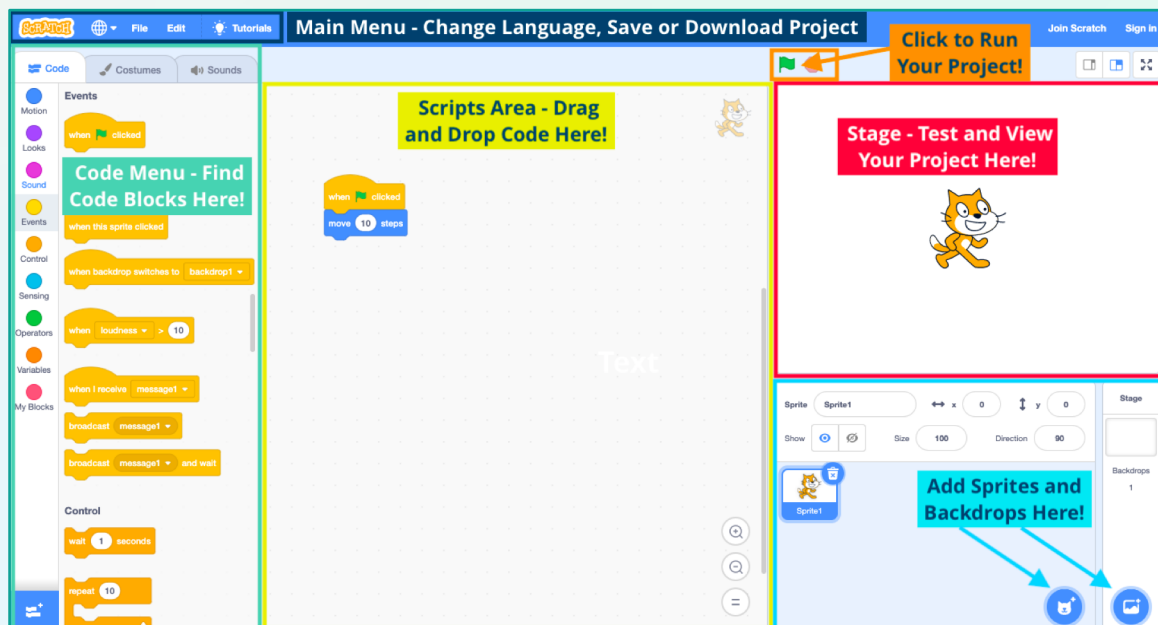 SCRATCH File Edit Tutorials
Main Menu - Change Language, Save or Download Project
Join Scratch Sign in
Click to Run
Your Project!
Code Costumes Sounds
Motion
Looks
Sound
Events
Control
Sensing
Operators
Variables
My Blocks
Events
when clicked
Code Menu - Find
Code Blocks Here!
when this sprite clicked
when backdrop switches to backdrop1
when loudness > 10
when I receive message1
broadcast message1
broadcast message1 and wait
Control
wait 1 seconds
repeat 10
Scripts Area - Drag
and Drop Code Here!
when clicked
move 10 steps
Text
=
Stage - Test and View
Your Project Here!
Sprite Sprite1 x 0 y 0
Show Size 100 Direction 90
Sprite1
Stage
Backdrops
1
Add Sprites and
Backdrops Here!